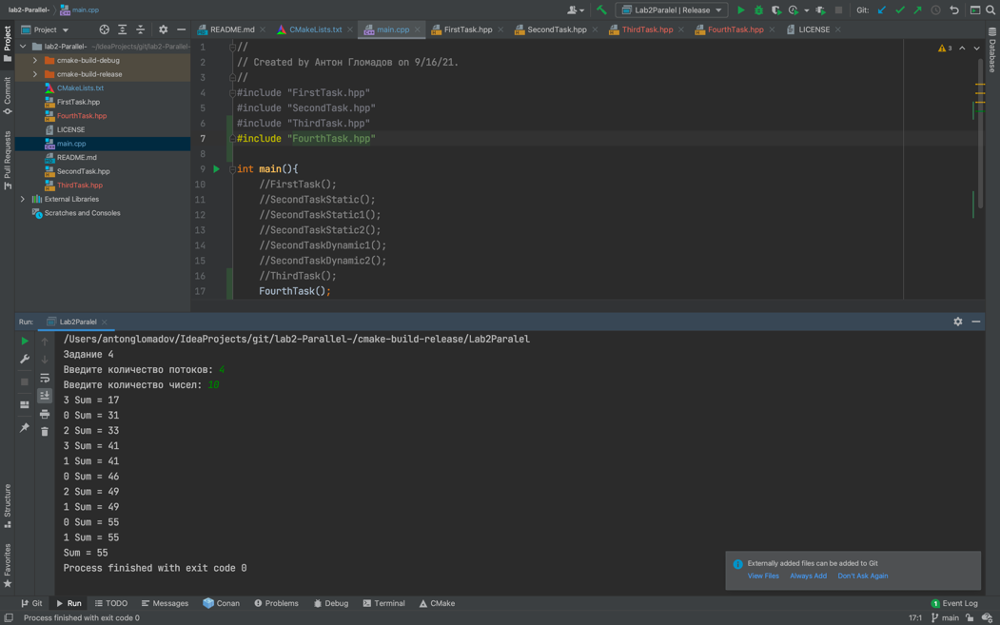 lab2-Parallel- main.cpp Lab2Paralel | Release Git:
Project README.md CMakeLists.txt main.cpp FirstTask.hpp SecondTask.hpp ThirdTask.hpp FourthTask.hpp LICENSE
Project
Commit
Pull Requests
Structure
Favorites
Database
lab2-Parallel- ~/IdeaProjects/git/lab2-Parallel-
cmake-build-debug
cmake-build-release
CMakeLists.txt
FirstTask.hpp
FourthTask.hpp
LICENSE
main.cpp
README.md
SecondTask.hpp
ThirdTask.hpp
External Libraries
Scratches and Consoles
3
1 //
2 // Created by Антон Гломадов on 9/16/21.
3 //
4 #include "FirstTask.hpp"
5 #include "SecondTask.hpp"
6 #include "ThirdTask.hpp"
7 #include "FourthTask.hpp"
8
9 int main(){
10 //FirstTask();
11 //SecondTaskStatic();
12 //SecondTaskStatic1();
13 //SecondTaskStatic2();
14 //SecondTaskDynamic1();
15 //SecondTaskDynamic2();
16 //ThirdTask();
17 FourthTask();
Run: Lab2Paralel
/Users/antonglomadov/IdeaProjects/git/lab2-Parallel-/cmake-build-release/Lab2Paralel
Задание 4
Введите количество потоков: 4
Введите количество чисел: 10
3 Sum = 17
0 Sum = 31
2 Sum = 33
3 Sum = 41
1 Sum = 41
0 Sum = 46
2 Sum = 49
1 Sum = 49
0 Sum = 55
1 Sum = 55
Sum = 55
Process finished with exit code 0
Externally added files can be added to Git
View Files Always Add Don't Ask Again
Git Run TODO Messages Conan Problems Debug Terminal CMake 1 Event Log
Process finished with exit code 0 17:1 main